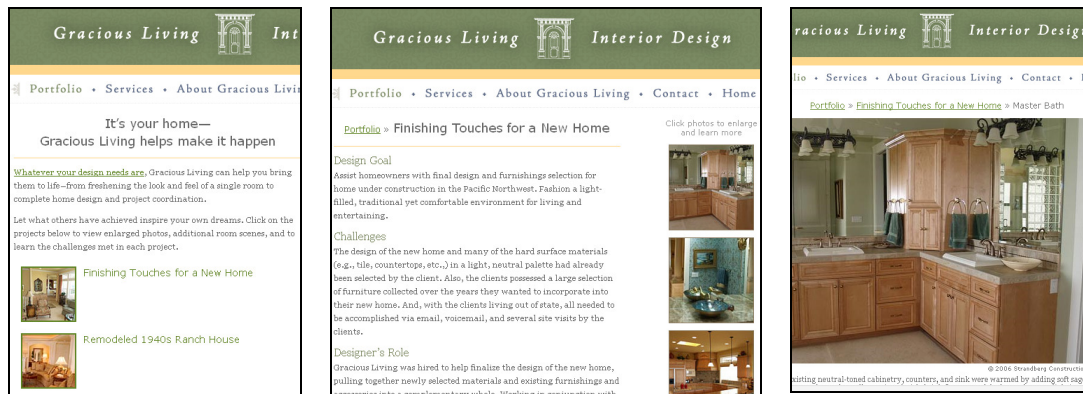 Gracious Living Int
Portfolio • Services • About Gracious Livin
It's your home—
Gracious Living helps make it happen
Whatever your design needs are, Gracious Living can help you bring
them to life—from freshening the look and feel of a single room to
complete home design and project coordination.
Let what others have achieved inspire your own dreams. Click on the
projects below to view enlarged photos, additional room scenes, and to
learn the challenges met in each project.
Finishing Touches for a New Home
Remodeled 1940s Ranch House
Gracious Living Interior Design
Portfolio • Services • About Gracious Living • Contact • Home
Portfolio » Finishing Touches for a New Home
Click photos to enlarge
and learn more
Design Goal
Assist homeowners with final design and furnishings selection for
home under construction in the Pacific Northwest. Fashion a light-
filled, traditional yet comfortable environment for living and
entertaining.
Challenges
The design of the new home and many of the hard surface materials
(e.g., tile, countertops, etc.,) in a light, neutral palette had already
been selected by the client. Also, the clients possessed a large selection
of furniture collected over the years they wanted to incorporate into
their new home. And, with the clients living out of state, all needed to
be accomplished via email, voicemail, and several site visits by the
clients.
Designer's Role
Gracious Living was hired to help finalize the design of the new home,
pulling together newly selected materials and existing furnishings and
accessories into a complementary whole. Working in conjunction with
racious Living Interior Design
lio • Services • About Gracious Living • Contact •
Portfolio » Finishing Touches for a New Home » Master Bath
© 2006 Strandberg Constructi
xisting neutral-toned cabinetry, counters, and sink were warmed by adding soft sag